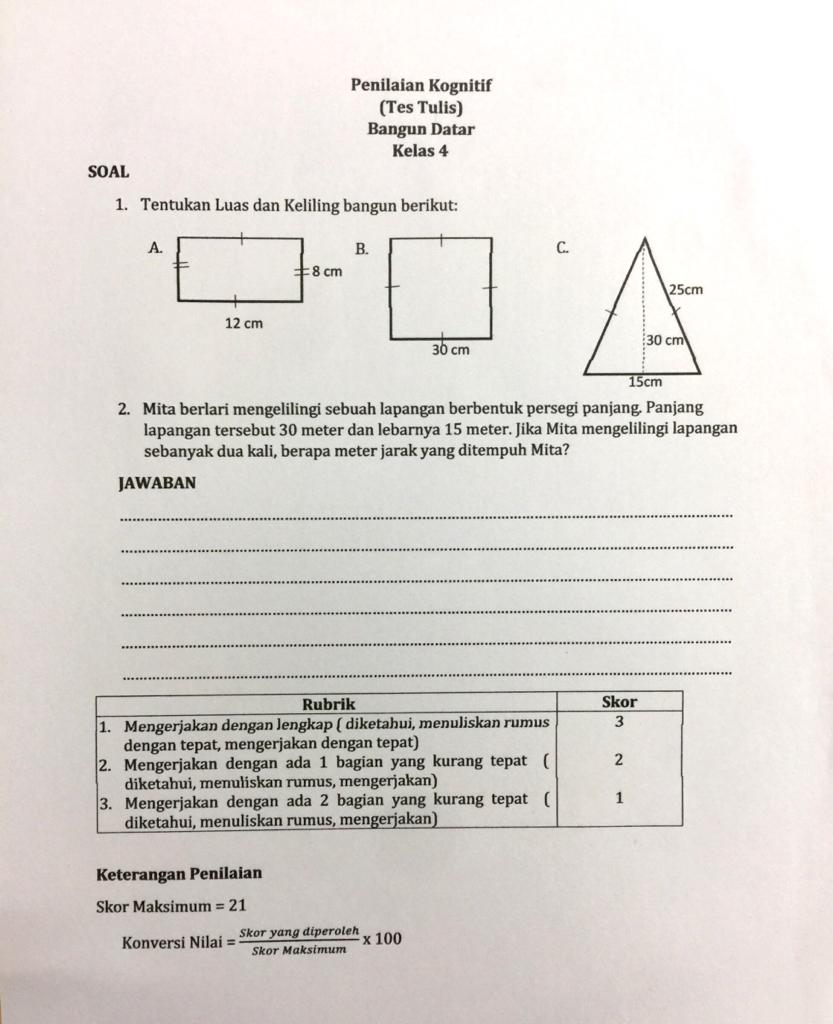 Penilaian Kognitif
(Tes Tulis)
Bangun Datar
Kelas 4
SOAL
1. Tentukan Luas dan Keliling bangun berikut:
A.
8 cm
12 cm
B.
30 cm
C.
25cm
30 cm
15cm
2. Mita berlari mengelilingi sebuah lapangan berbentuk persegi panjang. Panjang
lapangan tersebut 30 meter dan lebarnya 15 meter. Jika Mita mengelilingi lapangan
sebanyak dua kali, berapa meter jarak yang ditempuh Mita?
JAWABAN
Rubrik Skor
1. Mengerjakan dengan lengkap ( diketahui, menuliskan rumus 3
dengan tepat, mengerjakan dengan tepat)
2. Mengerjakan dengan ada 1 bagian yang kurang tepat ( 2
diketahui, menuliskan rumus, mengerjakan)
3. Mengerjakan dengan ada 2 bagian yang kurang tepat ( 1
diketahui, menuliskan rumus, mengerjakan)
Keterangan Penilaian
Skor Maksimum = 21
Konversi Nilai = Skor yang diperoleh / Skor Maksimum x 100